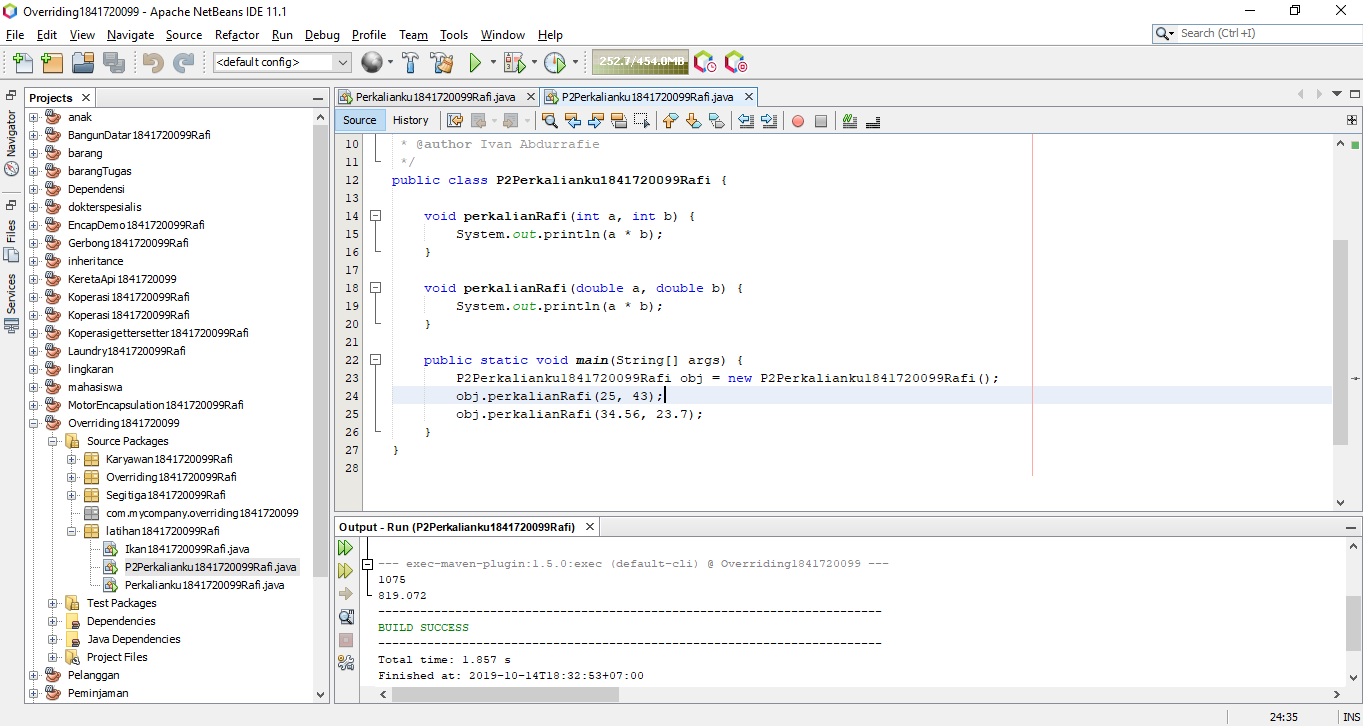 Overriding1841720099 - Apache NetBeans IDE 11.1
File Edit View Navigate Source Refactor Run Debug Profile Team Tools Window Help
Search (Ctrl+I)
<default config>
252.7/454.0MB
Projects
Navigator
Files
Services
anak
BangunDatar1841720099Rafi
barang
barangTugas
Dependensi
dokterspesialis
EncapDemo1841720099Rafi
Gerbong1841720099Rafi
inheritance
KeretaApi1841720099
Koperasi1841720099Rafi
Koperasi1841720099Rafi
Koperasigettersetter1841720099Rafi
Laundry1841720099Rafi
lingkaran
mahasiswa
MotorEncapsulation1841720099Rafi
Overriding1841720099
Source Packages
Karyawan1841720099Rafi
Overriding1841720099Rafi
Segitiga1841720099Rafi
com.mycompany.overriding1841720099
latihan1841720099Rafi
Ikan1841720099Rafi.java
P2Perkalianku1841720099Rafi.java
Perkalianku1841720099Rafi.java
Test Packages
Dependencies
Java Dependencies
Project Files
Pelanggan
Peminjaman
Perkalianku1841720099Rafi.java P2Perkalianku1841720099Rafi.java
Source History
10 * @author Ivan Abdurrafie
11 */
12 public class P2Perkalianku1841720099Rafi {
13
14 void perkalianRafi(int a, int b) {
15 System.out.println(a * b);
16 }
17
18 void perkalianRafi(double a, double b) {
19 System.out.println(a * b);
20 }
21
22 public static void main(String[] args) {
23 P2Perkalianku1841720099Rafi obj = new P2Perkalianku1841720099Rafi();
24 obj.perkalianRafi(25, 43);
25 obj.perkalianRafi(34.56, 23.7);
26 }
27 }
28
Output - Run (P2Perkalianku1841720099Rafi)
--- exec-maven-plugin:1.5.0:exec (default-cli) @ Overriding1841720099 ---
1075
819.072
------------------------------------------------------------------------
BUILD SUCCESS
------------------------------------------------------------------------
Total time: 1.857 s
Finished at: 2019-10-14T18:32:53+07:00
24:35 INS